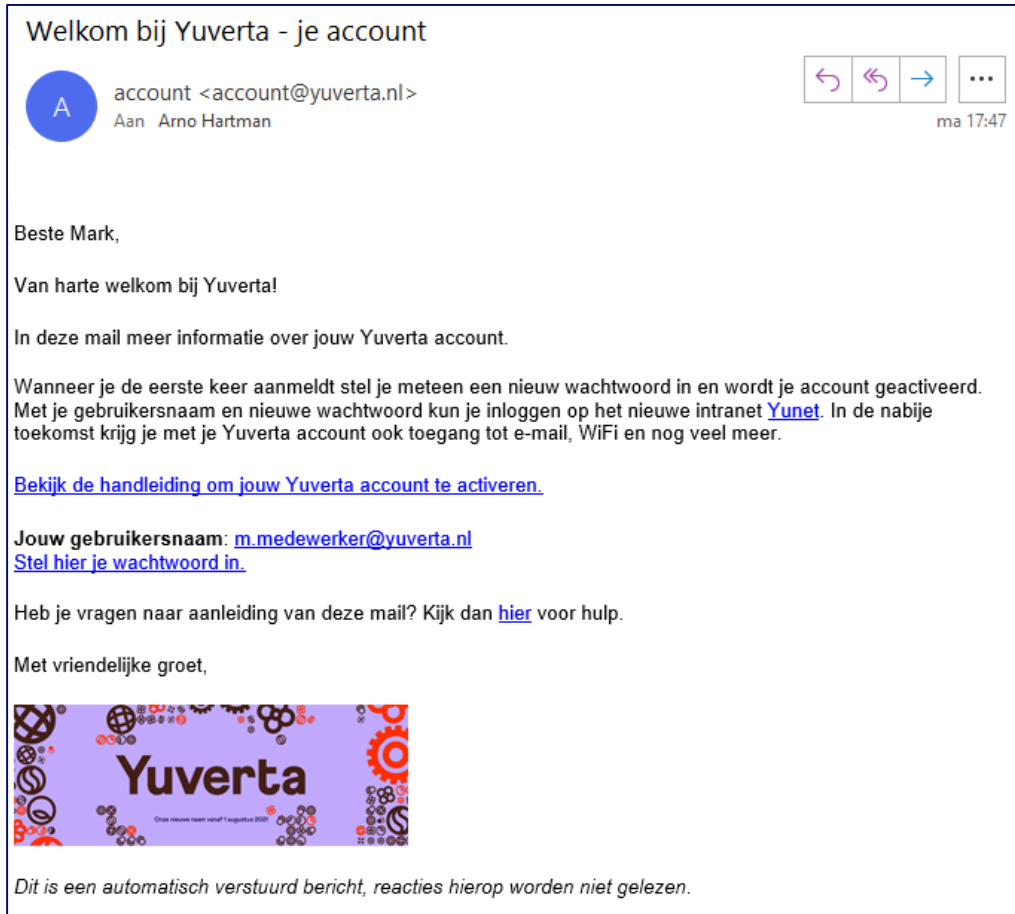 Welkom bij Yuverta - je account
A
account <account@yuverta.nl>
Aan Arno Hartman
ma 17:47
Beste Mark,
Van harte welkom bij Yuverta!
In deze mail meer informatie over jouw Yuverta account.
Wanneer je de eerste keer aanmeldt stel je meteen een nieuw wachtwoord in en wordt je account geactiveerd.
Met je gebruikersnaam en nieuwe wachtwoord kun je inloggen op het nieuwe intranet Yunet. In de nabije
toekomst krijg je met je Yuverta account ook toegang tot e-mail, WiFi en nog veel meer.
Bekijk de handleiding om jouw Yuverta account te activeren.
Jouw gebruikersnaam: m.medewerker@yuverta.nl
Stel hier je wachtwoord in.
Heb je vragen naar aanleiding van deze mail? Kijk dan hier voor hulp.
Met vriendelijke groet,
Yuverta
Onze nieuwe naam vanaf 1 augustus 2021
Dit is een automatisch verstuurd bericht, reacties hierop worden niet gelezen.